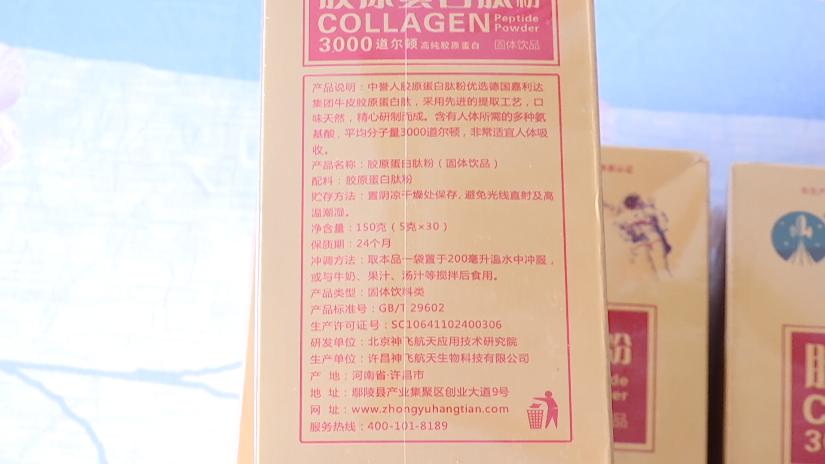 胶原蛋白肽粉
COLLAGEN Peptide Powder
3000道尔顿 高纯胶原蛋白 固体饮品
产品说明：中誉人胶原蛋白肽粉优选德国嘉利达
集团牛皮胶原蛋白肽，采用先进的提取工艺，口
味天然，精心研制而成。含有人体所需的多种氨
基酸，平均分子量3000道尔顿，非常适宜人体吸
收。
产品名称：胶原蛋白肽粉（固体饮品）
配料：胶原蛋白肽粉
贮存方法：置阴凉干燥处保存，避免光线直射及高
温潮湿。
净含量：150克（5克×30）
保质期：24个月
冲调方法：取本品一袋置于200毫升温水中冲服，
或与牛奶、果汁、汤汁等搅拌后食用。
产品类型：固体饮料类
产品标准号：GB/T 29602
生产许可证号：SC10641102400306
研发单位：北京神飞航天应用技术研究院
生产单位：许昌神飞航天生物科技有限公司
产 地：河南省·许昌市
地 址：鄢陵县产业集聚区创业大道9号
网 址：www.zhongyuhangtian.com
服务热线：400-101-8189
粉
tide
der
品
C
300